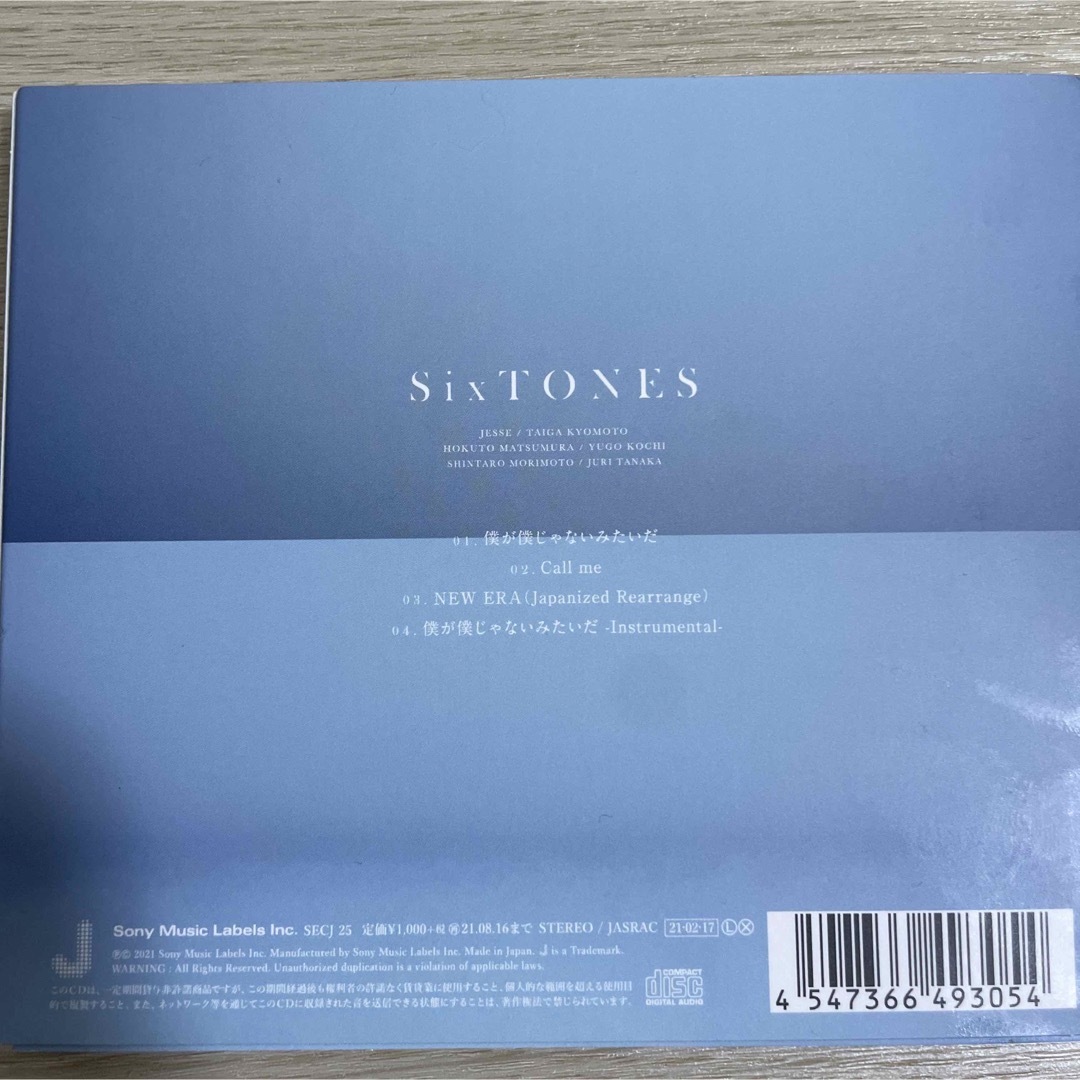 SixTONES
JESSE / TAIGA KYOMOTO
HOKUTO MATSUMURA / YUGO KOCHI
SHINTARO MORIMOTO / JURI TANAKA
01. 僕が僕じゃないみたいだ
02. Call me
03. NEW ERA(Japanized Rearrange)
04. 僕が僕じゃないみたいだ -Instrumental-
J Sony Music Labels Inc. SECJ 25 定価¥1,000+税 ㋞21.08.16まで STEREO / JASRAC 21・02・17 Ⓛ Ⓧ
℗© 2021 Sony Music Labels Inc. Manufactured by Sony Music Labels Inc. Made in Japan. J is a Trademark.
WARNING : All Rights Reserved. Unauthorized duplication is a violation of applicable laws.
このCDは、一定期間貸与非許諾商品ですが、この期間経過後も権利者の許諾なく賃貸業に使用すること、個人的な範囲を超える使用目
的で複製すること、また、ネットワーク等を通じてこのCDに収録された音を送信できる状態にすることは、著作権法で禁じられています。
COMPACT
disc
DIGITAL AUDIO
4 547366 493054